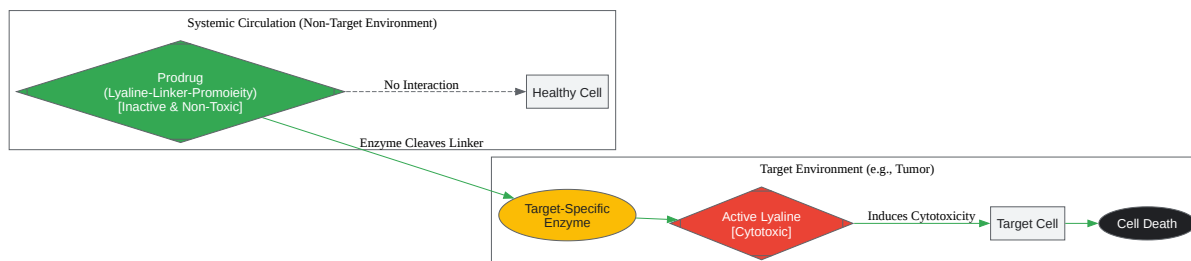 Systemic Circulation (Non-Target Environment)
Prodrug
(Lyaline-Linker-Promoiety)
[Inactive & Non-Toxic]
No Interaction
Healthy Cell
Enzyme Cleaves Linker
Target Environment (e.g., Tumor)
Target-Specific
Enzyme
Active Lyaline
[Cytotoxic]
Induces Cytotoxicity
Target Cell
Cell Death